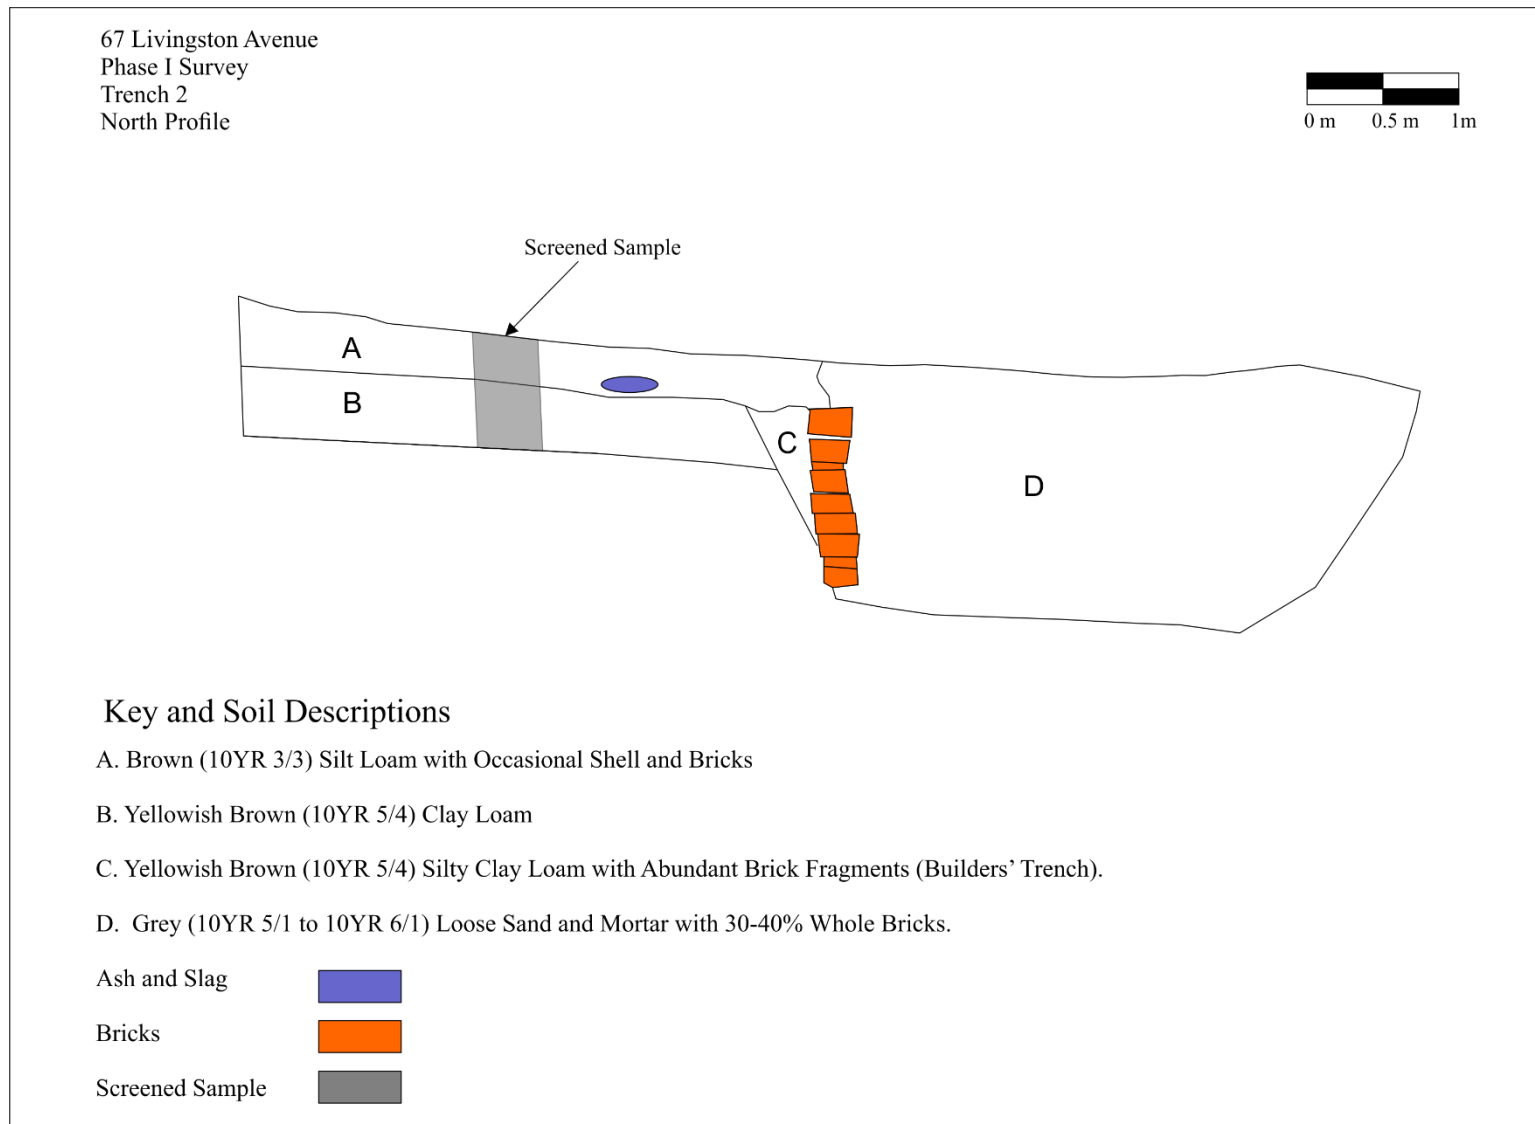 67 Livingston Avenue
Phase I Survey
Trench 2
North Profile
0 m 0.5 m 1m
Screened Sample
A
B
C
D
Key and Soil Descriptions
A. Brown (10YR 3/3) Silt Loam with Occasional Shell and Bricks
B. Yellowish Brown (10YR 5/4) Clay Loam
C. Yellowish Brown (10YR 5/4) Silty Clay Loam with Abundant Brick Fragments (Builders’ Trench).
D. Grey (10YR 5/1 to 10YR 6/1) Loose Sand and Mortar with 30-40% Whole Bricks.
Ash and Slag
Bricks
Screened Sample